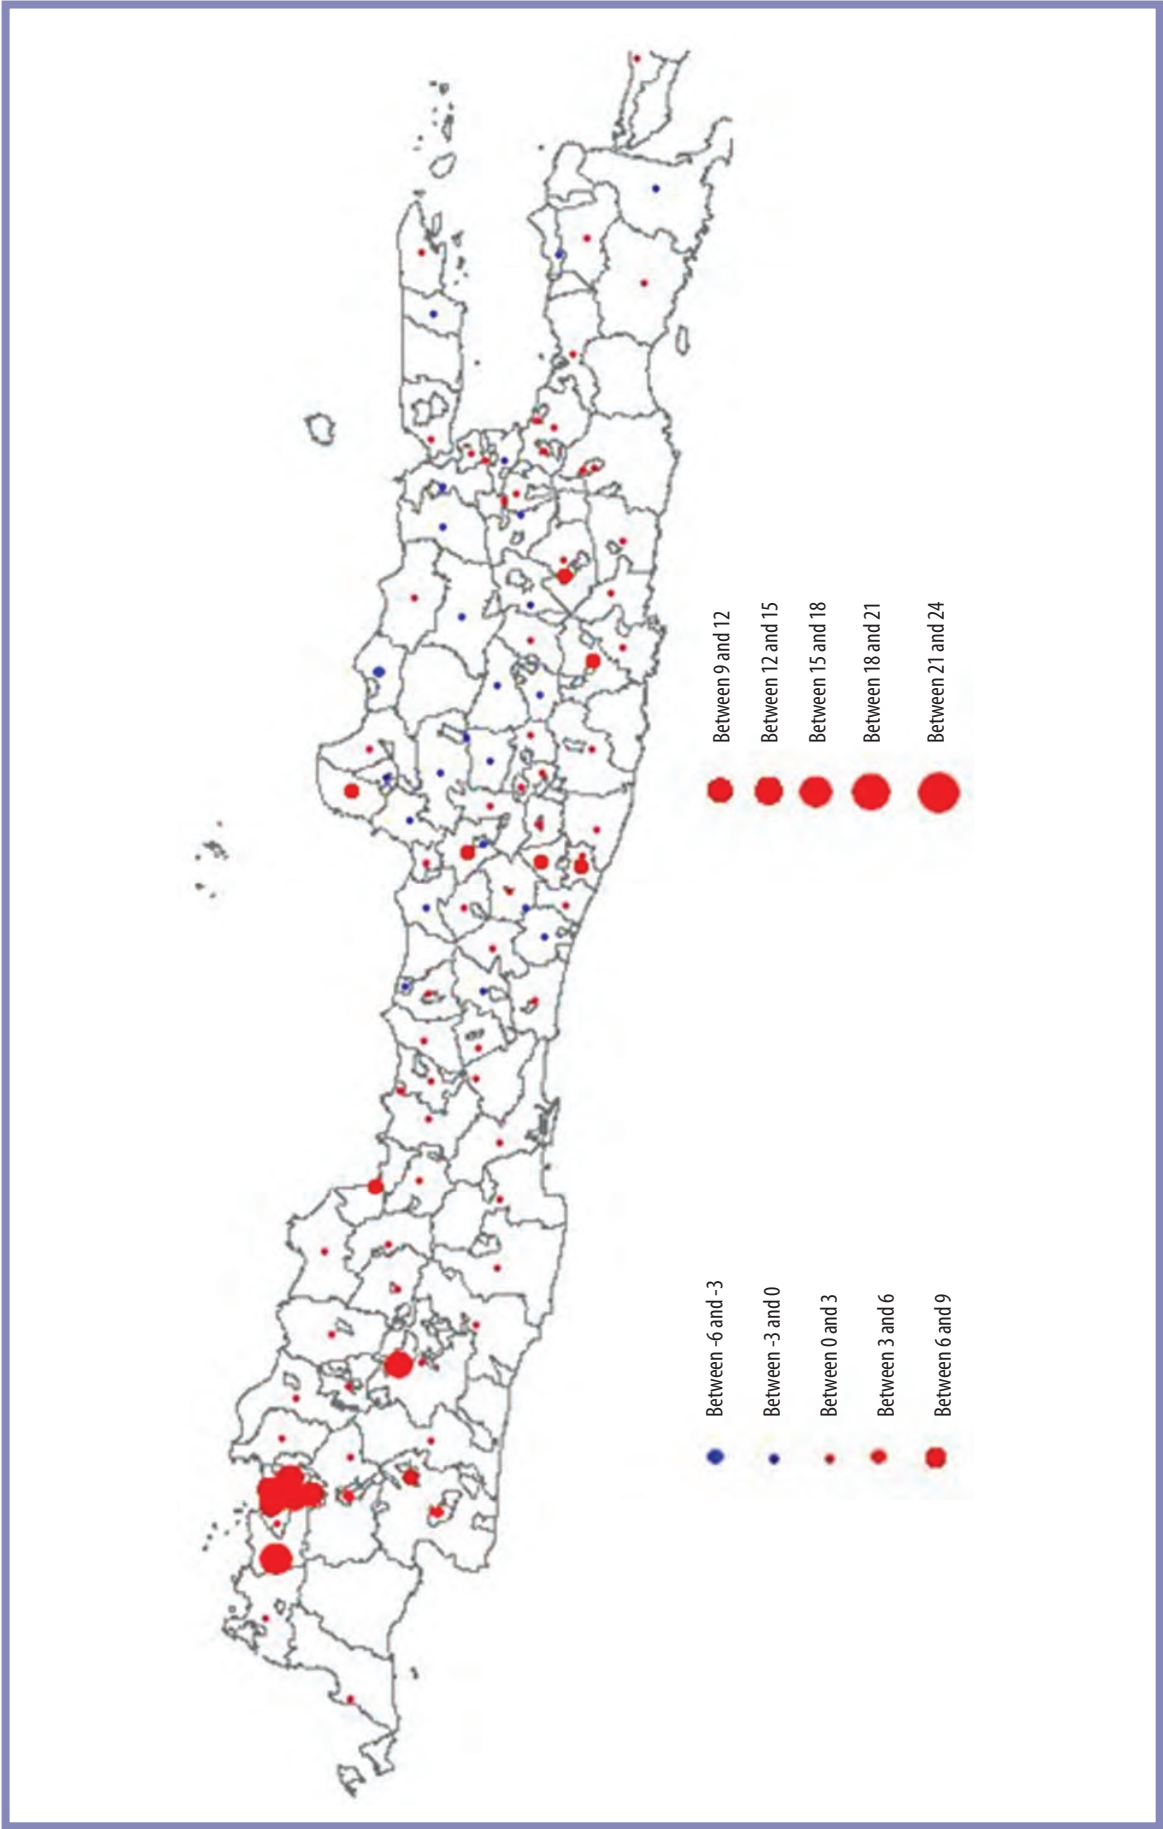 Between -6 and -3
Between -3 and 0
Between 0 and 3
Between 3 and 6
Between 6 and 9
Between 9 and 12
Between 12 and 15
Between 15 and 18
Between 18 and 21
Between 21 and 24